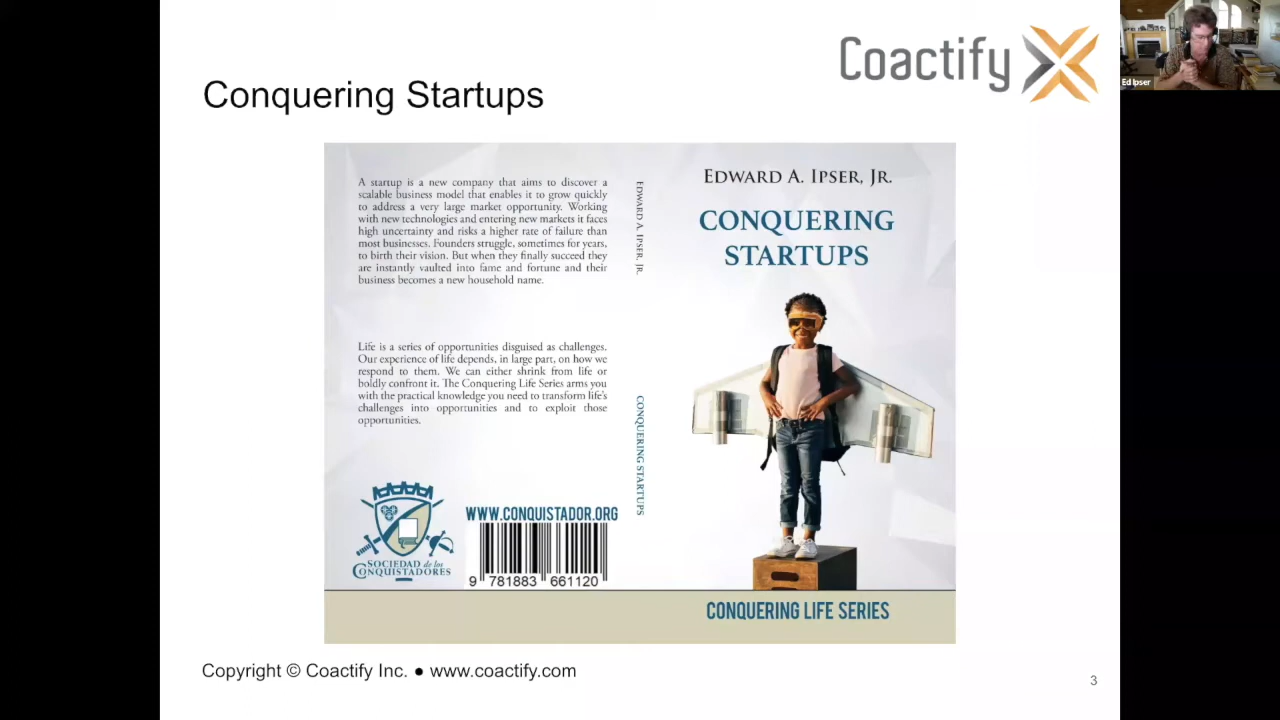 Coactify
Ed Ipser
Conquering Startups
A startup is a new company that aims to discover a
scalable business model that enables it to grow quickly
to address a very large market opportunity. Working
with new technologies and entering new markets it faces
high uncertainty and risks a higher rate of failure than
most businesses. Founders struggle, sometimes for years,
to birth their vision. But when they finally succeed they
are instantly vaulted into fame and fortune and their
business becomes a new household name.
Life is a series of opportunities disguised as challenges.
Our experience of life depends, in large part, on how we
respond to them. We can either shrink from life or
boldly confront it. The Conquering Life Series arms you
with the practical knowledge you need to transform life's
challenges into opportunities and to exploit those
opportunities.
SOCIEDAD de los
CONQUISTADORES
WWW.CONQUISTADOR.ORG
9 781883 661120
EDWARD A. IPSER, JR.
CONQUERING STARTUPS
EDWARD A. IPSER, JR.
CONQUERING
STARTUPS
CONQUERING LIFE SERIES
Copyright © Coactify Inc. ● www.coactify.com
3